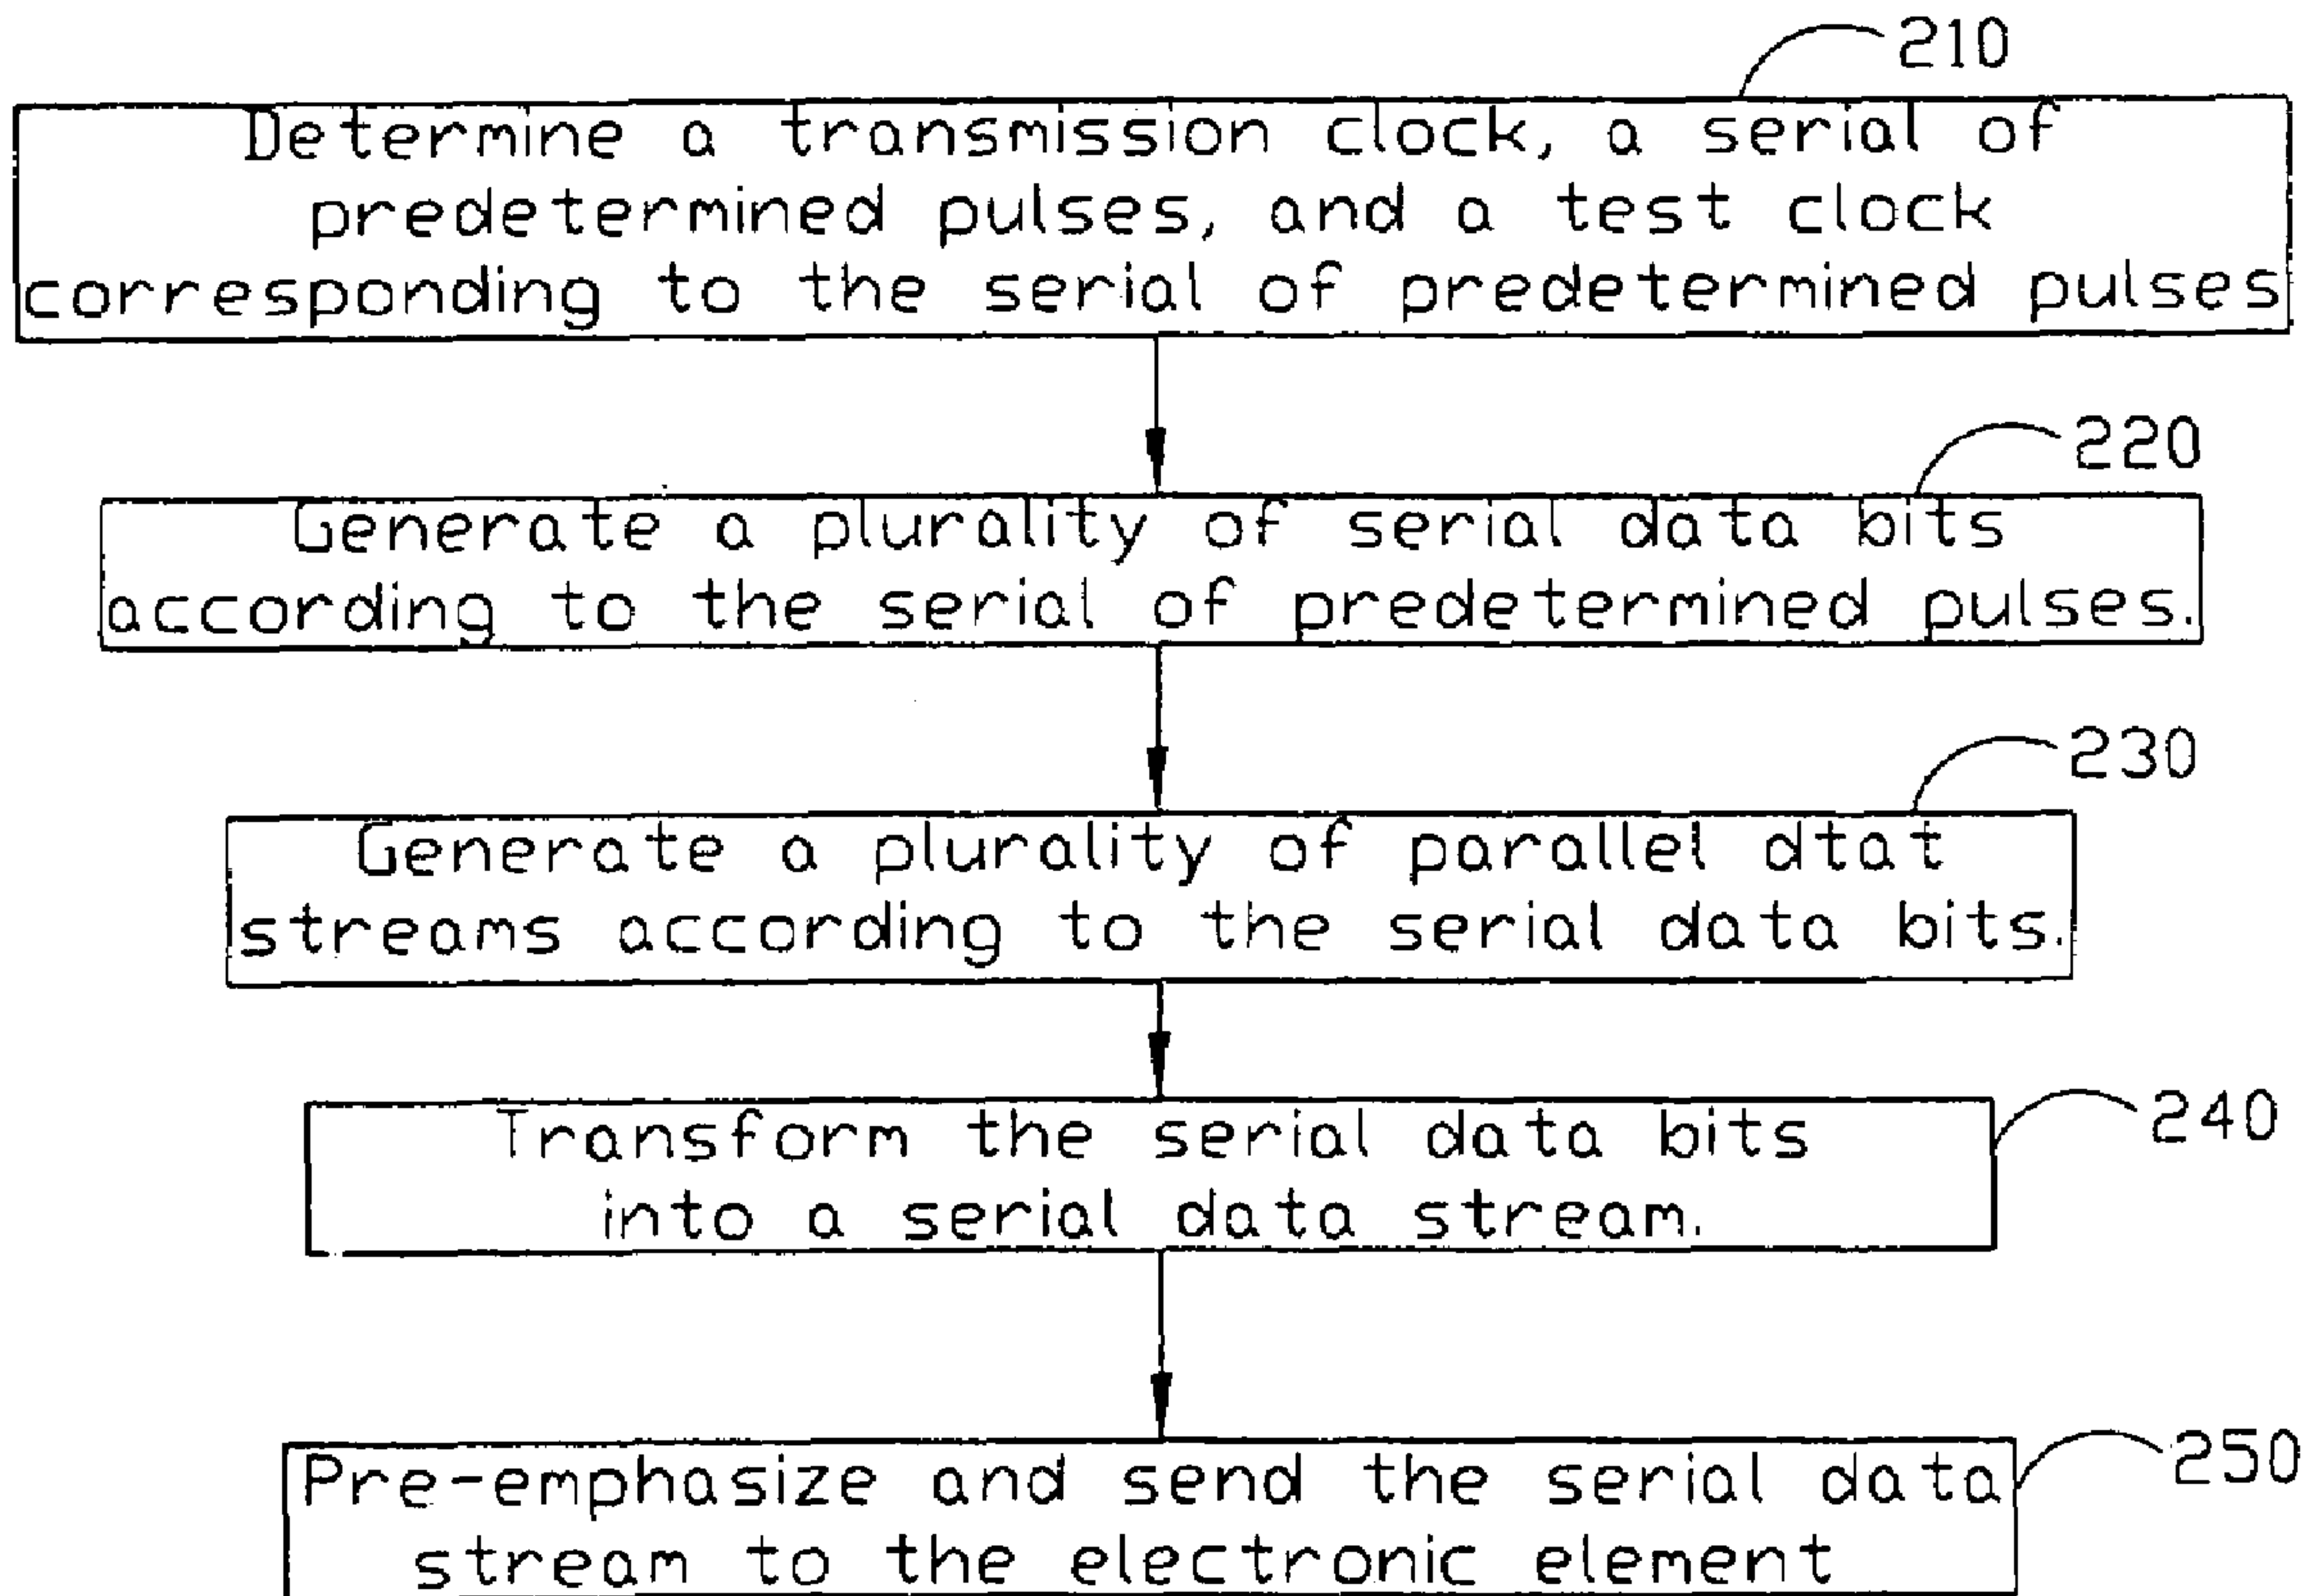 210
Determine a transmission clock, a serial of
predetermined pulses, and a test clock
corresponding to the serial of predetermined pulses
220
Generate a plurality of serial data bits
according to the serial of predetermined pulses.
230
Generate a plurality of parallel dtat
streams according to the serial data bits.
240
Transform the serial data bits
into a serial data stream.
250
Pre-emphasize and send the serial data
stream to the electronic element